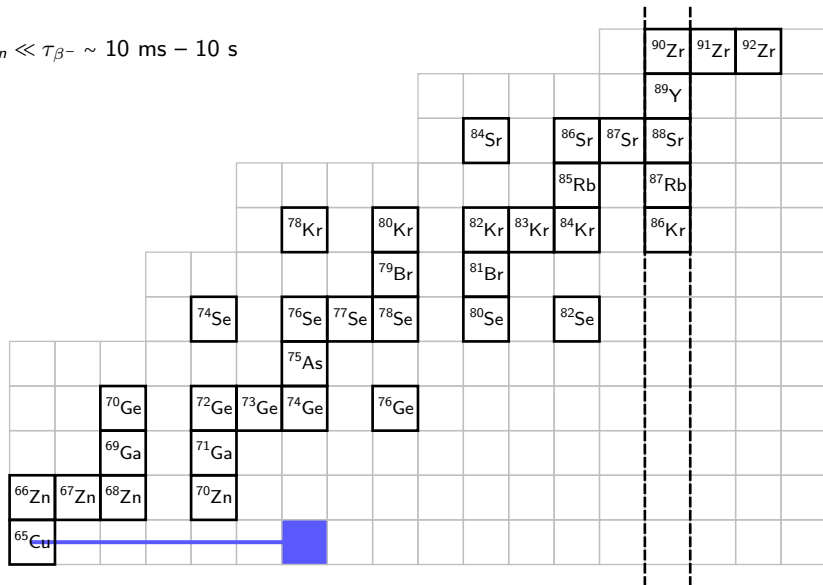 n ≪ τβ⁻ ~ 10 ms – 10 s
⁹⁰Zr ⁹¹Zr ⁹²Zr
⁸⁹Y
⁸⁴Sr ⁸⁶Sr ⁸⁷Sr ⁸⁸Sr
⁸⁵Rb ⁸⁷Rb
⁷⁸Kr ⁸⁰Kr ⁸²Kr ⁸³Kr ⁸⁴Kr ⁸⁶Kr
⁷⁹Br ⁸¹Br
⁷⁴Se ⁷⁶Se ⁷⁷Se ⁷⁸Se ⁸⁰Se ⁸²Se
⁷⁵As
⁷⁰Ge ⁷²Ge ⁷³Ge ⁷⁴Ge ⁷⁶Ge
⁶⁹Ga ⁷¹Ga
⁶⁶Zn ⁶⁷Zn ⁶⁸Zn ⁷⁰Zn
⁶⁵Cu